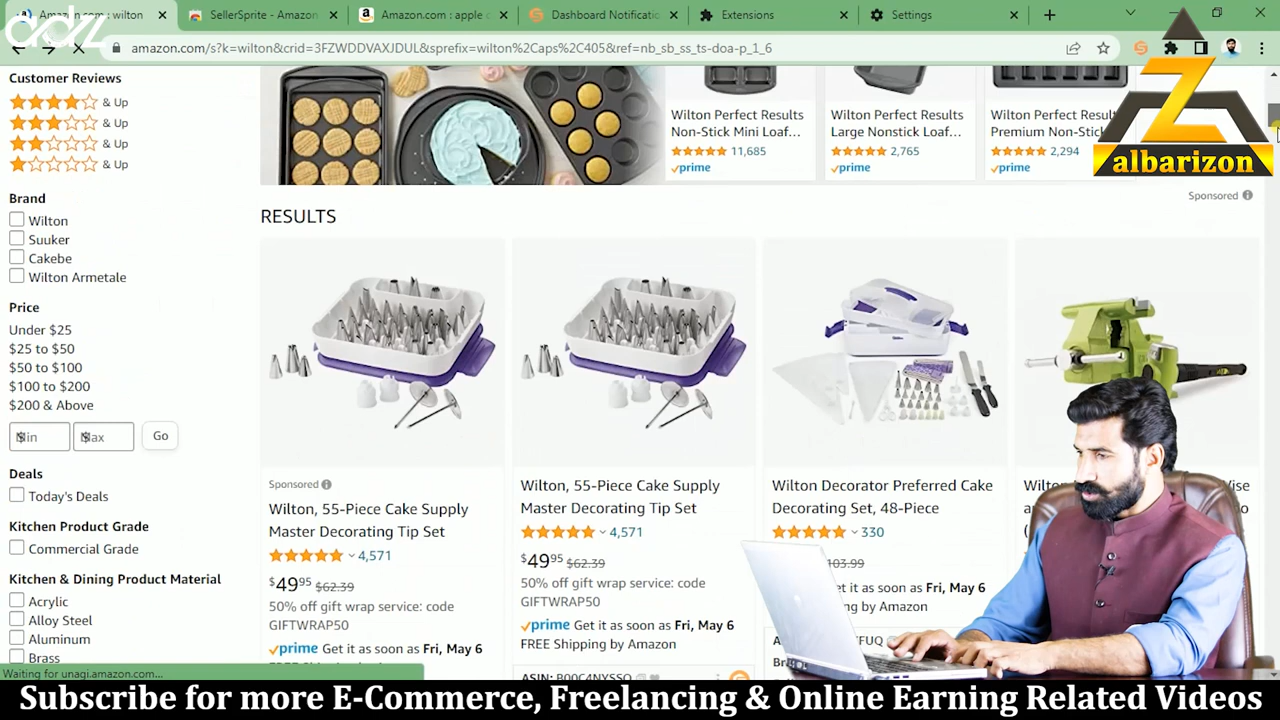 Amazon.com : wilton
SellerSprite - Amazon
Amazon.com : apple c
Dashboard Notificatio
Extensions
Settings
adz
amazon.com/s?k=wilton&crid=3FZWDDVAXJDUL&sprefix=wilton%2Caps%2C405&ref=nb_sb_ss_ts-doa-p_1_6
Z
albarizon
Customer Reviews
& Up
& Up
& Up
& Up
Brand
Wilton
Suuker
Cakebe
Wilton Armetale
Price
Under $25
$25 to $50
$50 to $100
$100 to $200
$200 & Above
$ Min
$ Max
Go
Deals
Today's Deals
Kitchen Product Grade
Commercial Grade
Kitchen & Dining Product Material
Acrylic
Alloy Steel
Aluminum
Brass
Waiting for unagi.amazon.com...
Wilton Perfect Results
Non-Stick Mini Loaf...
11,685
prime
Wilton Perfect Results
Large Nonstick Loaf...
2,765
prime
Wilton Perfect Results
Premium Non-Stick
2,294
prime
Sponsored
RESULTS
Sponsored
Wilton, 55-Piece Cake Supply
Master Decorating Tip Set
4,571
$49 95 $62.39
50% off gift wrap service: code
GIFTWRAP50
prime Get it as soon as Fri, May 6
Wilton, 55-Piece Cake Supply
Master Decorating Tip Set
4,571
$49 95 $62.39
50% off gift wrap service: code
GIFTWRAP50
prime Get it as soon as Fri, May 6
FREE Shipping by Amazon
ASIN: B00C4NYSSO
Wilton Decorator Preferred Cake
Decorating Set, 48-Piece
330
103.99
et it as soon as Fri, May 6
ng by Amazon
Subscribe for more E-Commerce, Freelancing & Online Earning Related Videos